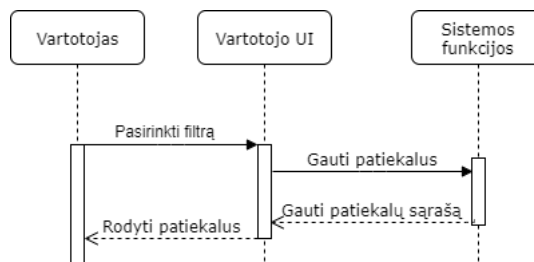 Vartotojas
Vartotojo UI
Sistemos
funkcijos
Pasirinkti filtrą
Gauti patiekalus
Gauti patiekalų sąrašą
Rodyti patiekalus